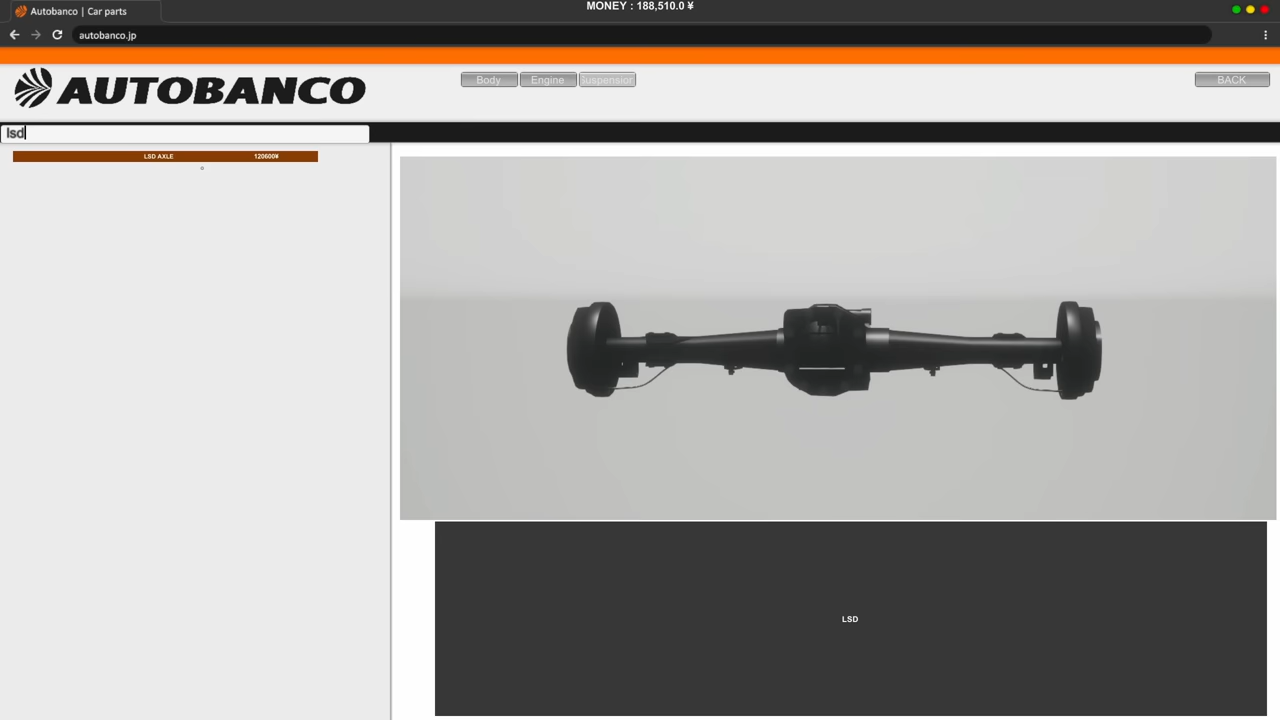 Autobanco | Car parts
MONEY : 188,510.0 ¥
autobanco.jp
AUTOBANCO
Body Engine Suspension
BACK
lsd
LSD AXLE 120600¥
LSD